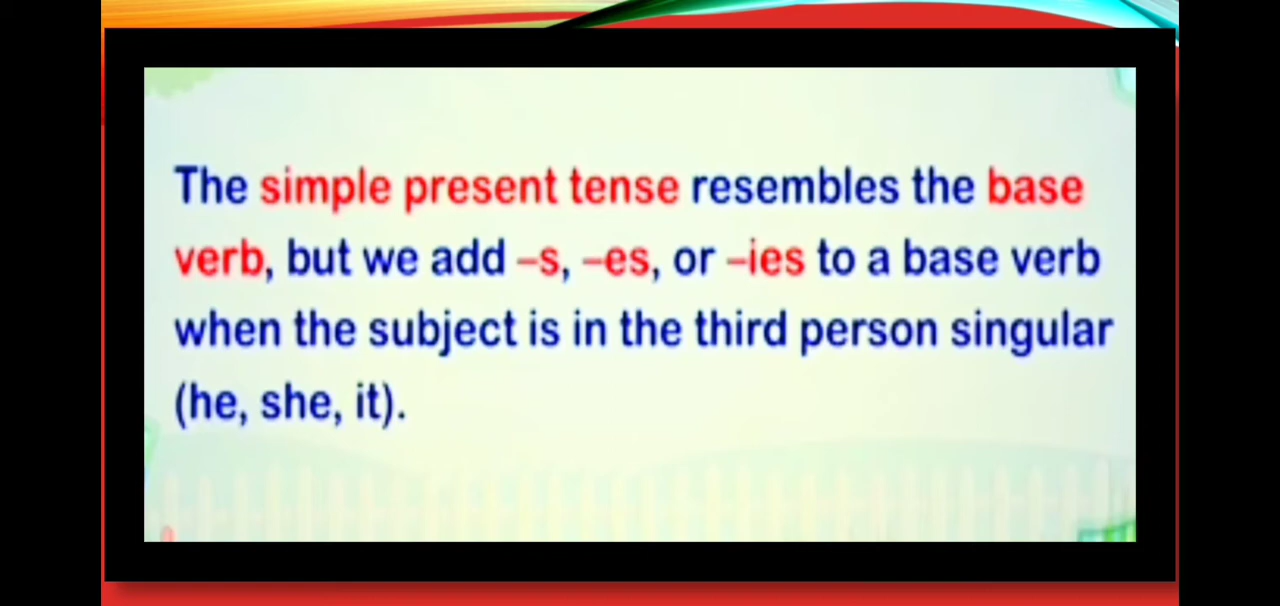 The simple present tense resembles the base
verb, but we add –s, –es, or –ies to a base verb
when the subject is in the third person singular
(he, she, it).